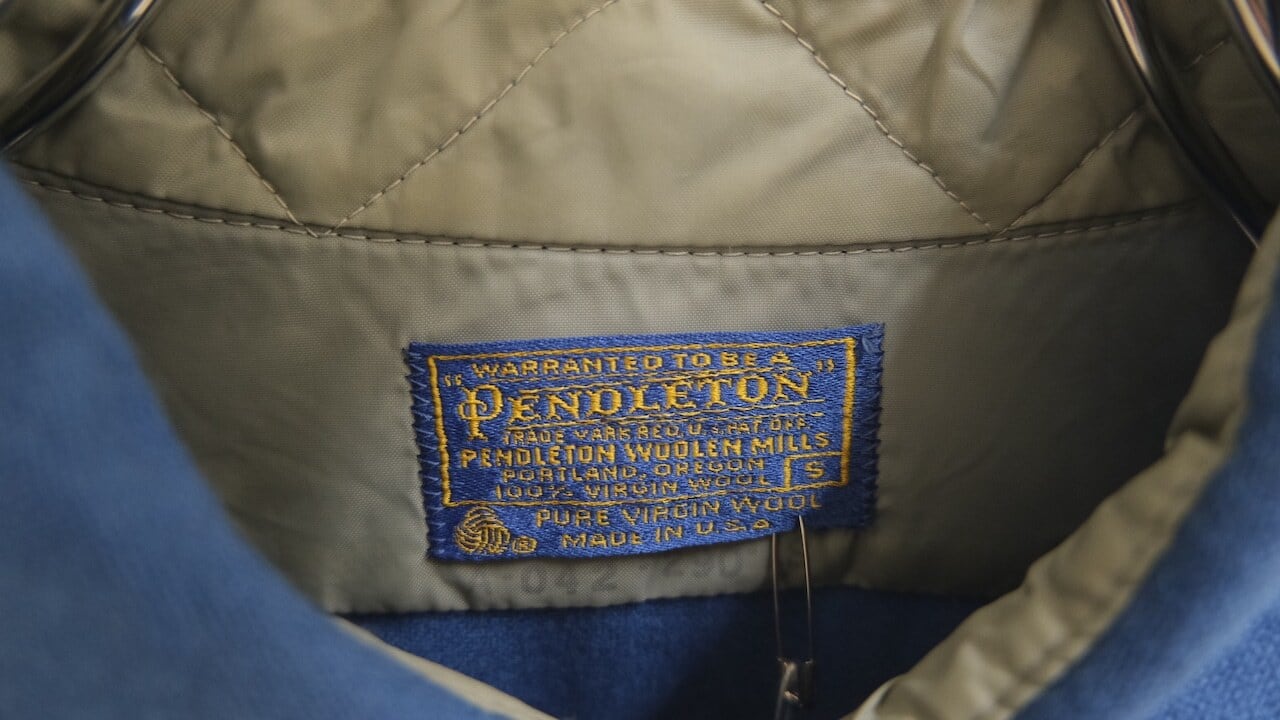 "WARRANTED TO BE A
PENDLETON"
TRADE MARK REG. U.S. PAT. OFF.
PENDLETON WOOLEN MILLS
PORTLAND, OREGON
S
100% VIRGIN WOOL
PURE VIRGIN WOOL
® MADE IN U.S.A.
042